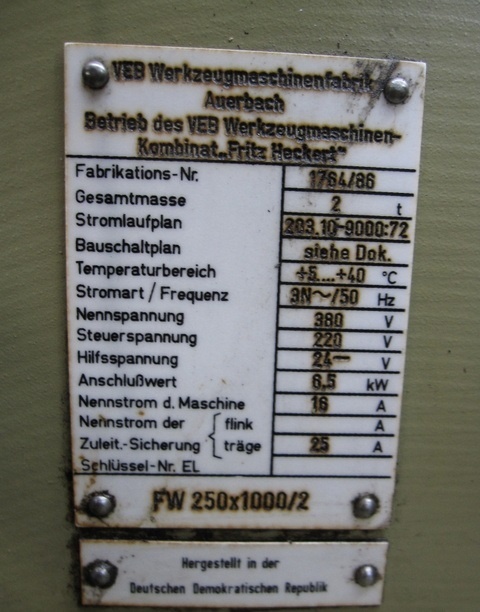 VEB Werkzeugmaschinenfabrik
Auerbach
Betrieb des VEB Werkzeugmaschinen-
Kombinat „Fritz Heckert"
Fabrikations-Nr. 1764/86
Gesamtmasse 2 t
Stromlaufplan 203.10-9000:72
Bauschaltplan siehe Dok.
Temperaturbereich +5....+40 °C
Stromart / Frequenz 3N~/50 Hz
Nennspannung 380 V
Steuerspannung 220 V
Hilfsspannung 24⎓ V
Anschlußwert 6,5 kW
Nennstrom d. Maschine 16 A
Nennstrom der { flink A
Zuleit.-Sicherung { träge 25 A
Schlüssel-Nr. EL
FW 250x1000/2
Hergestellt in der
Deutschen Demokratischen Republik